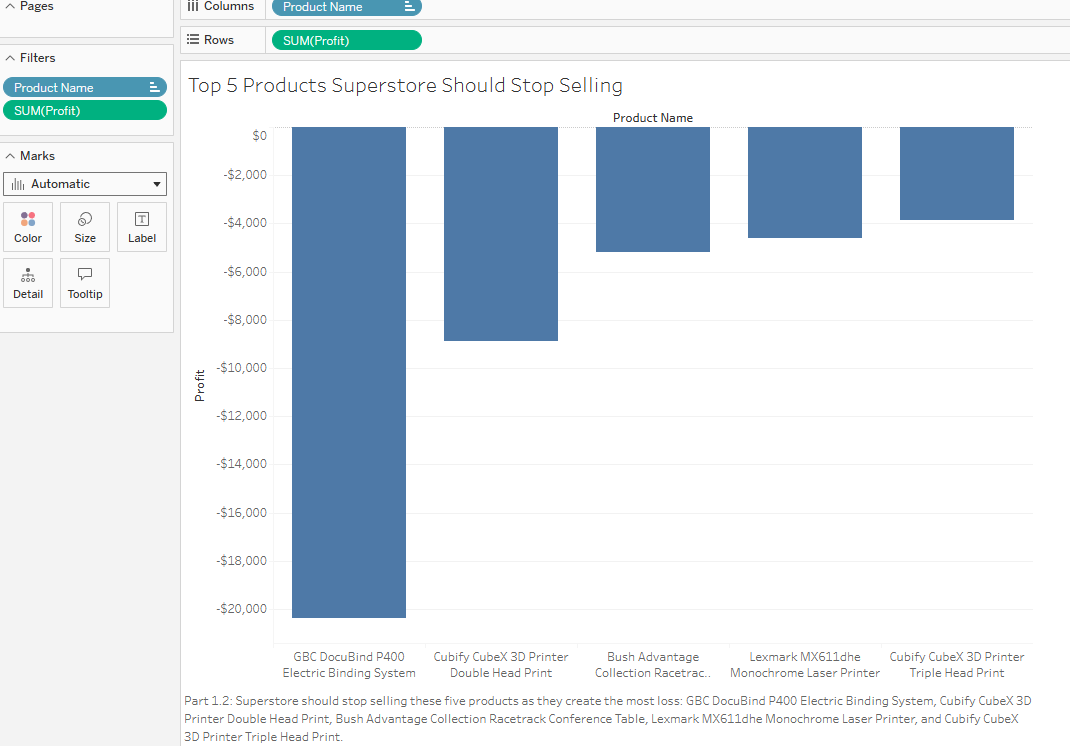 Pages
Columns
Product Name
Rows
SUM(Profit)
Filters
Product Name
SUM(Profit)
Marks
Automatic
Color
Size
Label
Detail
Tooltip
Top 5 Products Superstore Should Stop Selling
Product Name
$0
-$2,000
-$4,000
-$6,000
-$8,000
-$10,000
-$12,000
-$14,000
-$16,000
-$18,000
-$20,000
Profit
GBC DocuBind P400
Electric Binding System
Cubify CubeX 3D Printer
Double Head Print
Bush Advantage
Collection Racetrac..
Lexmark MX611dhe
Monochrome Laser Printer
Cubify CubeX 3D Printer
Triple Head Print
Part 1.2: Superstore should stop selling these five products as they create the most loss: GBC DocuBind P400 Electric Binding System, Cubify CubeX 3D
Printer Double Head Print, Bush Advantage Collection Racetrack Conference Table, Lexmark MX611dhe Monochrome Laser Printer, and Cubify CubeX
3D Printer Triple Head Print.